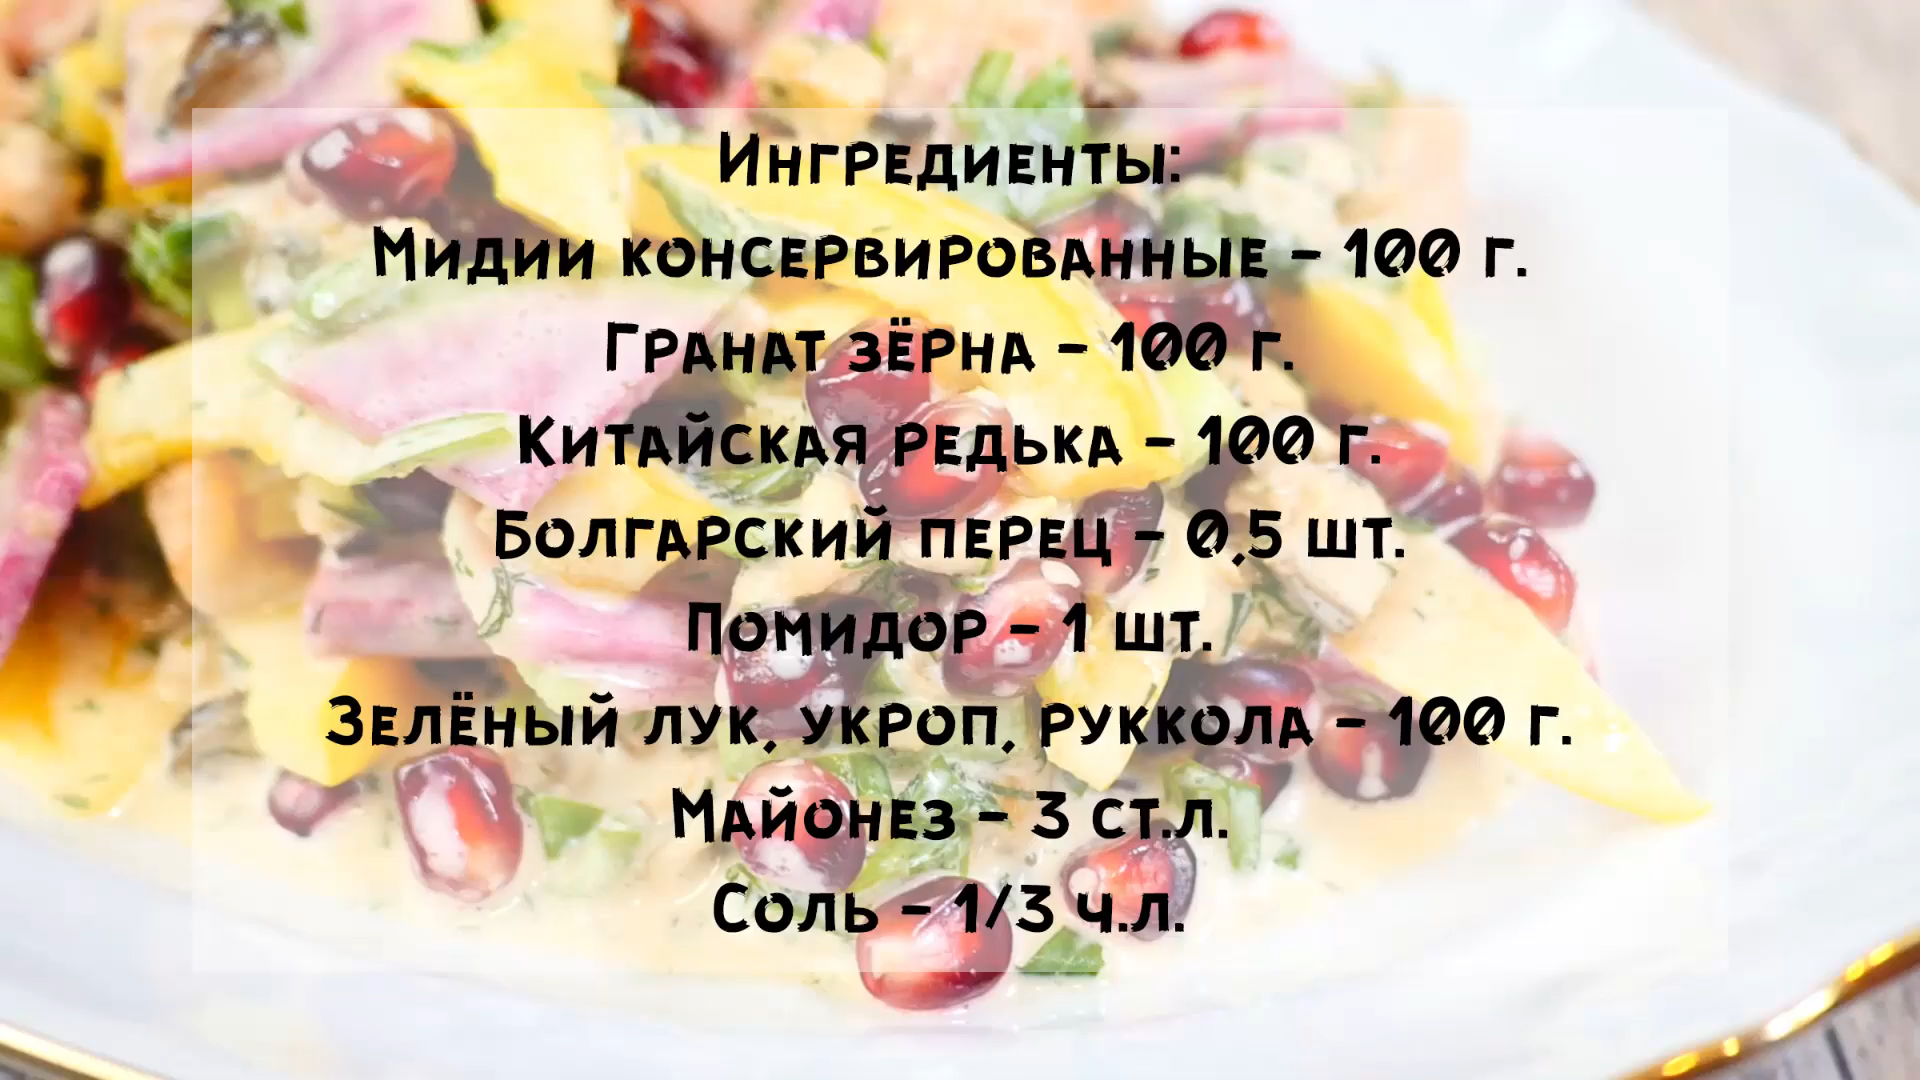 Ингредиенты:
Мидии консервированные - 100 г.
Гранат зёрна - 100 г.
Китайская редька - 100 г.
Болгарский перец - 0,5 шт.
Помидор - 1 шт.
Зелёный лук, укроп, руккола - 100 г.
Майонез - 3 ст.л.
Соль - 1/3 ч.л.